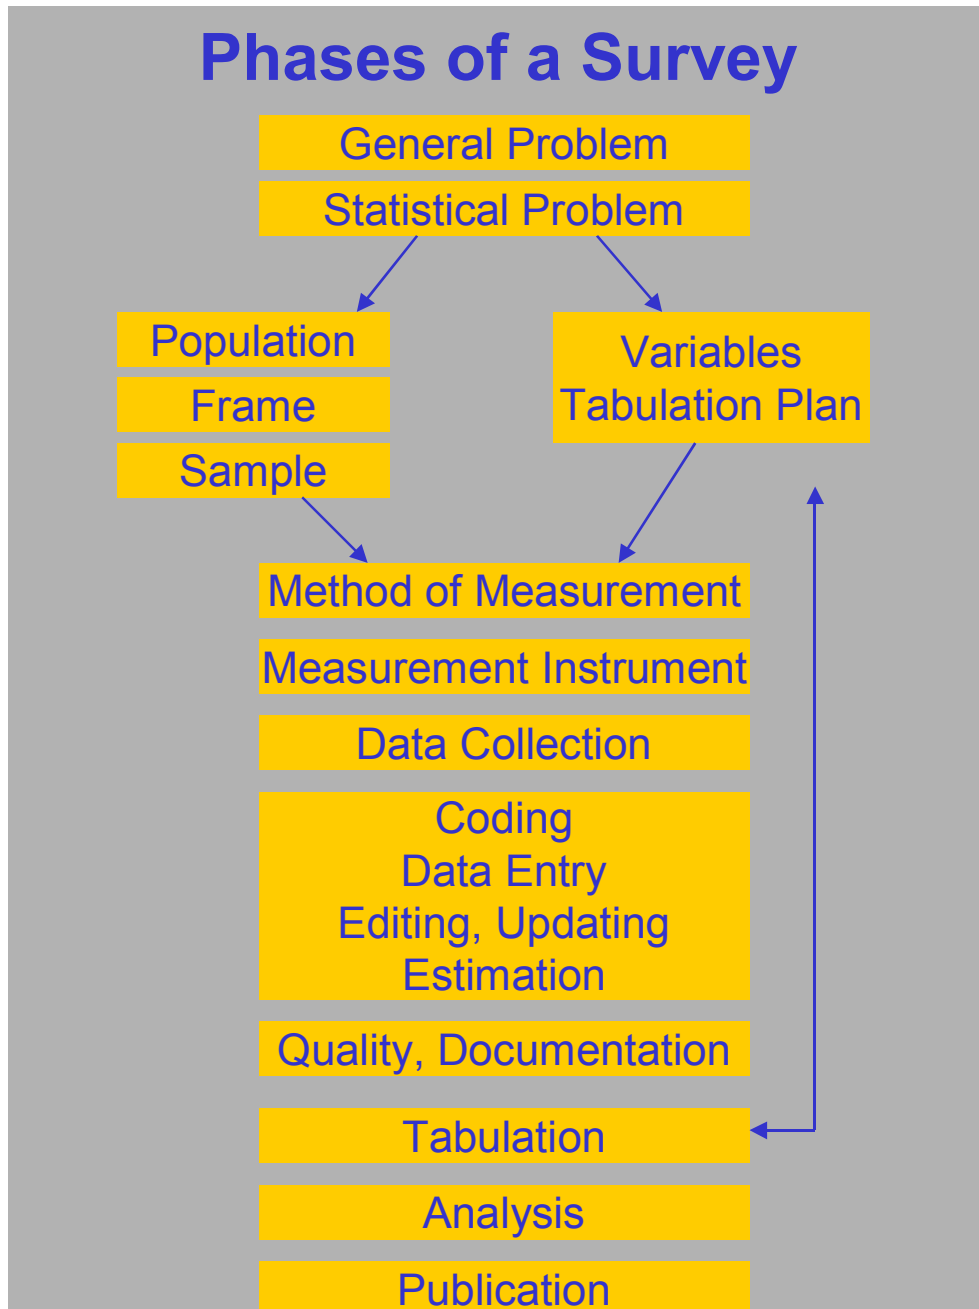 Phases of a Survey
General Problem
Statistical Problem
Population
Frame
Sample
Variables
Tabulation Plan
Method of Measurement
Measurement Instrument
Data Collection
Coding
Data Entry
Editing, Updating
Estimation
Quality, Documentation
Tabulation
Analysis
Publication